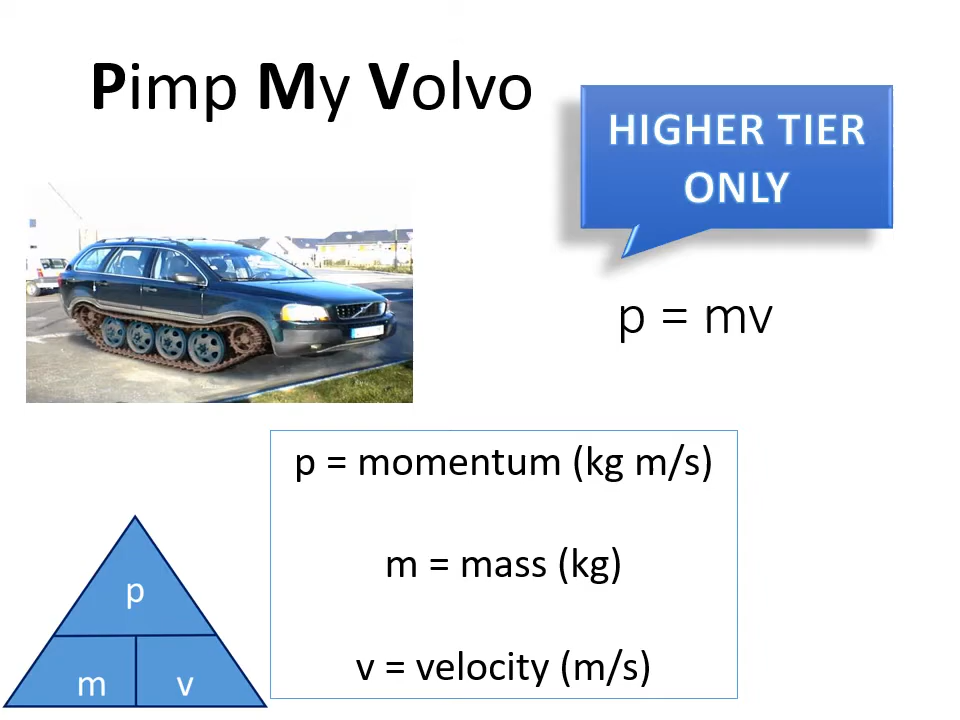 Pimp My Volvo
HIGHER TIER
ONLY
p = mv
p = momentum (kg m/s)
m = mass (kg)
v = velocity (m/s)
p
m v